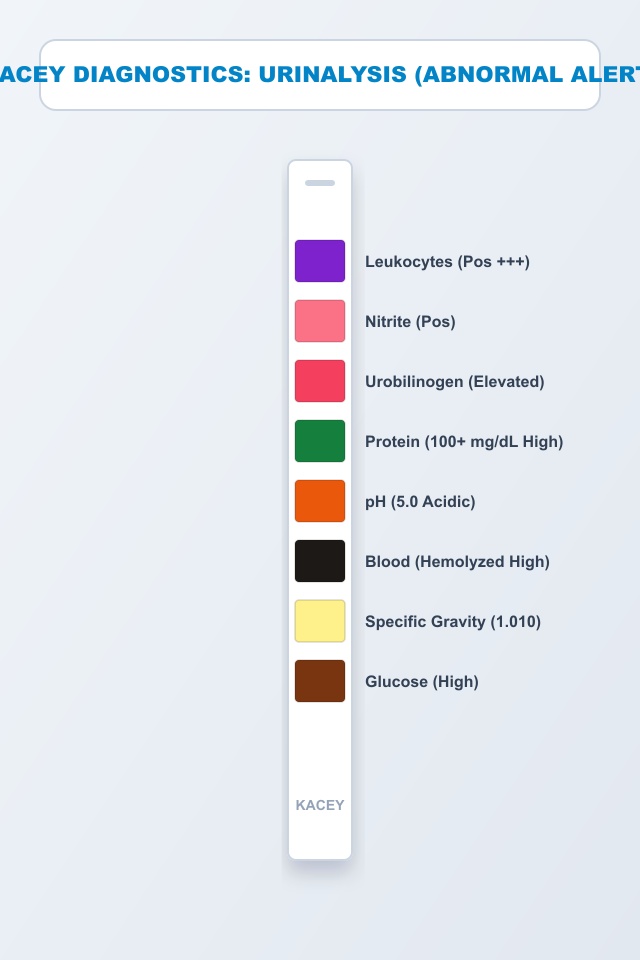 ACEY DIAGNOSTICS: URINALYSIS (ABNORMAL ALERT
Leukocytes (Pos +++)
Nitrite (Pos)
Urobilinogen (Elevated)
Protein (100+ mg/dL High)
pH (5.0 Acidic)
Blood (Hemolyzed High)
Specific Gravity (1.010)
Glucose (High)
KACEY